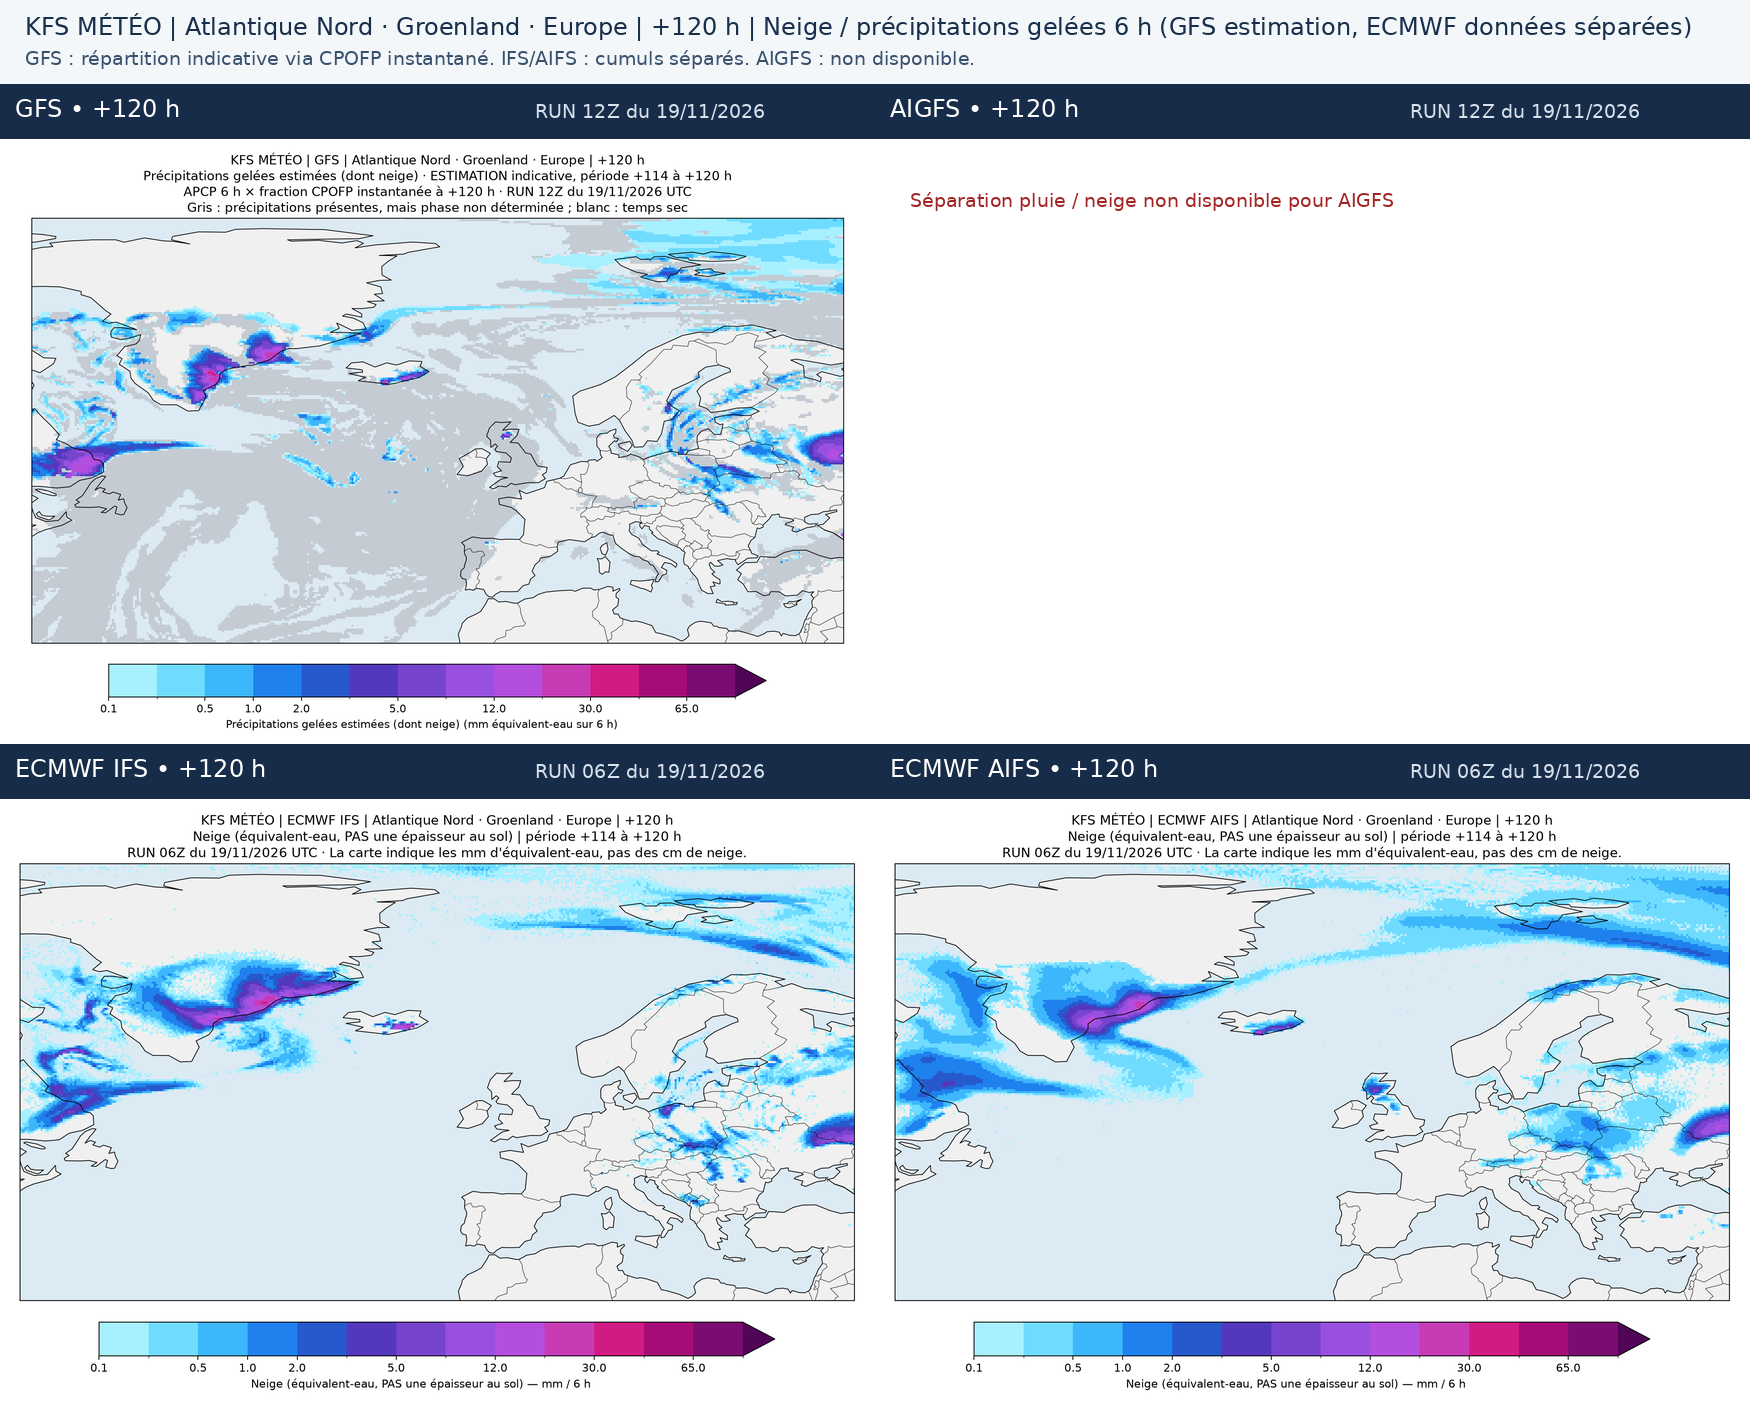 KFS MÉTÉO | Atlantique Nord · Groenland · Europe | +120 h | Neige / précipitations gelées 6 h (GFS estimation, ECMWF données séparées)
GFS : répartition indicative via CPOFP instantané. IFS/AIFS : cumuls séparés. AIGFS : non disponible.
GFS • +120 h
RUN 12Z du 19/11/2026
AIGFS • +120 h
RUN 12Z du 19/11/2026
KFS MÉTÉO | GFS | Atlantique Nord · Groenland · Europe | +120 h
Précipitations gelées estimées (dont neige) · ESTIMATION indicative, période +114 à +120 h
APCP 6 h × fraction CPOFP instantanée à +120 h · RUN 12Z du 19/11/2026 UTC
Gris : précipitations présentes, mais phase non déterminée ; blanc : temps sec
Séparation pluie / neige non disponible pour AIGFS
0.1 0.5 1.0 2.0 5.0 12.0 30.0 65.0
Précipitations gelées estimées (dont neige) (mm équivalent-eau sur 6 h)
ECMWF IFS • +120 h
RUN 06Z du 19/11/2026
ECMWF AIFS • +120 h
RUN 06Z du 19/11/2026
KFS MÉTÉO | ECMWF IFS | Atlantique Nord · Groenland · Europe | +120 h
Neige (équivalent-eau, PAS une épaisseur au sol) | période +114 à +120 h
RUN 06Z du 19/11/2026 UTC · La carte indique les mm d'équivalent-eau, pas des cm de neige.
0.1 0.5 1.0 2.0 5.0 12.0 30.0 65.0
Neige (équivalent-eau, PAS une épaisseur au sol) — mm / 6 h
KFS MÉTÉO | ECMWF AIFS | Atlantique Nord · Groenland · Europe | +120 h
Neige (équivalent-eau, PAS une épaisseur au sol) | période +114 à +120 h
RUN 06Z du 19/11/2026 UTC · La carte indique les mm d'équivalent-eau, pas des cm de neige.
0.1 0.5 1.0 2.0 5.0 12.0 30.0 65.0
Neige (équivalent-eau, PAS une épaisseur au sol) — mm / 6 h